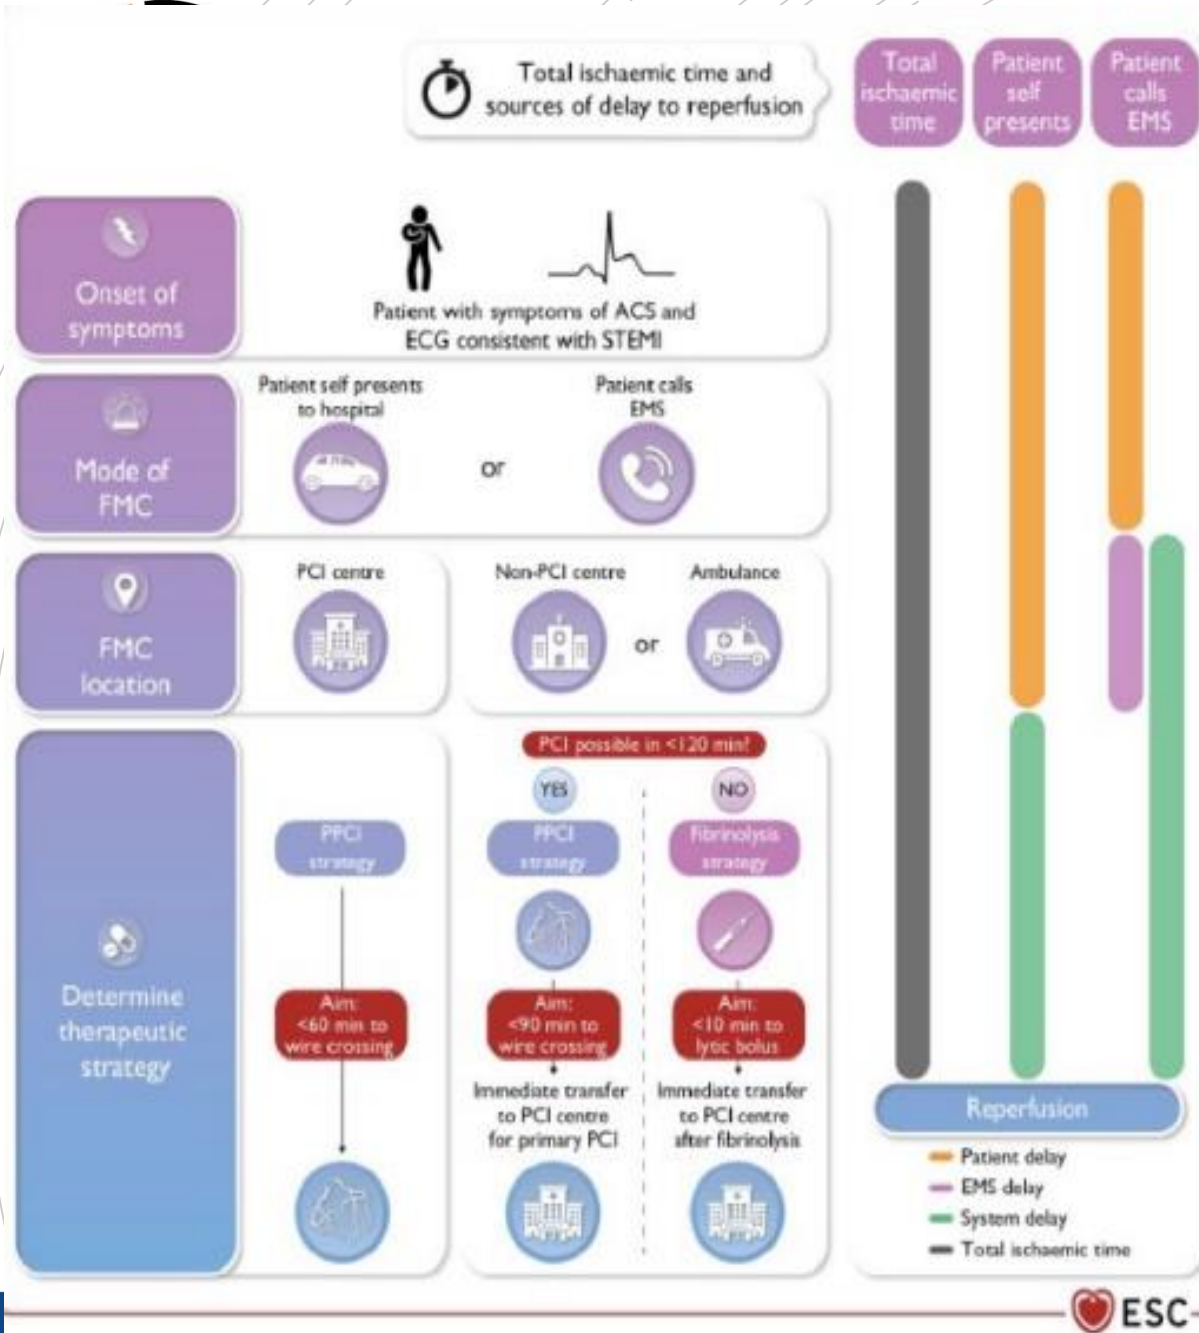 Total ischaemic time and
sources of delay to reperfusion
Total
ischaemic
time
Patient
self
presents
Patient
calls
EMS
Onset of
symptoms
Patient with symptoms of ACS and
ECG consistent with STEMI
Mode of
FMC
Patient self presents
to hospital
or
Patient calls
EMS
FMC
location
PCI centre
Non-PCI centre
or
Ambulance
Determine
therapeutic
strategy
PPCI
strategy
Aim:
<60 min to
wire crossing
PCI possible in <120 min?
YES
PPCI
strategy
Aim:
<90 min to
wire crossing
Immediate transfer
to PCI centre
for primary PCI
NO
Fibrinolysis
strategy
Aim:
<10 min to
lytic bolus
Immediate transfer
to PCI centre
after fibrinolysis
Reperfusion
Patient delay
EMS delay
System delay
Total ischaemic time
ESC